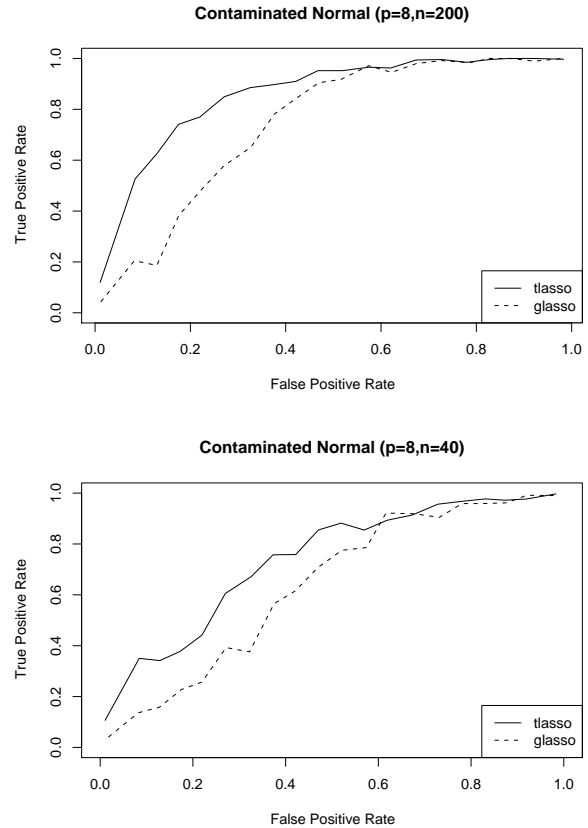 Contaminated Normal (p=8,n=200)
True Positive Rate
1.0
0.8
0.6
0.4
0.2
0.0
tlasso
glasso
0.0 0.2 0.4 0.6 0.8 1.0
False Positive Rate
Contaminated Normal (p=8,n=40)
True Positive Rate
1.0
0.8
0.6
0.4
0.2
0.0
tlasso
glasso
0.0 0.2 0.4 0.6 0.8 1.0
False Positive Rate